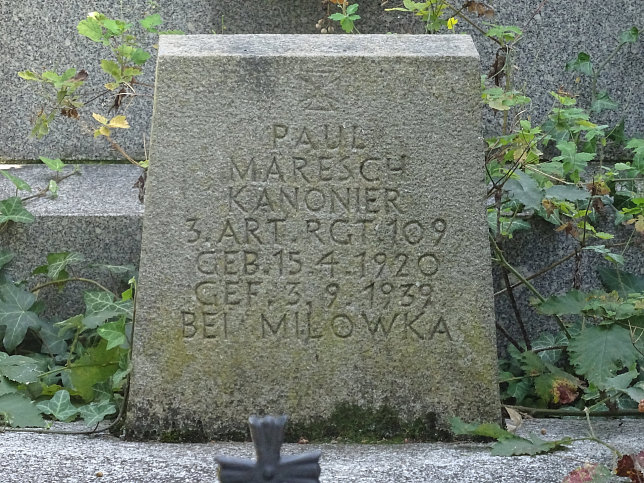 PAUL
MARESCH
KANONIER
3. ART. RGT. 109
GEB. 15. 4. 1920
GEF. 3. 9. 1939
BEI MILOWKA